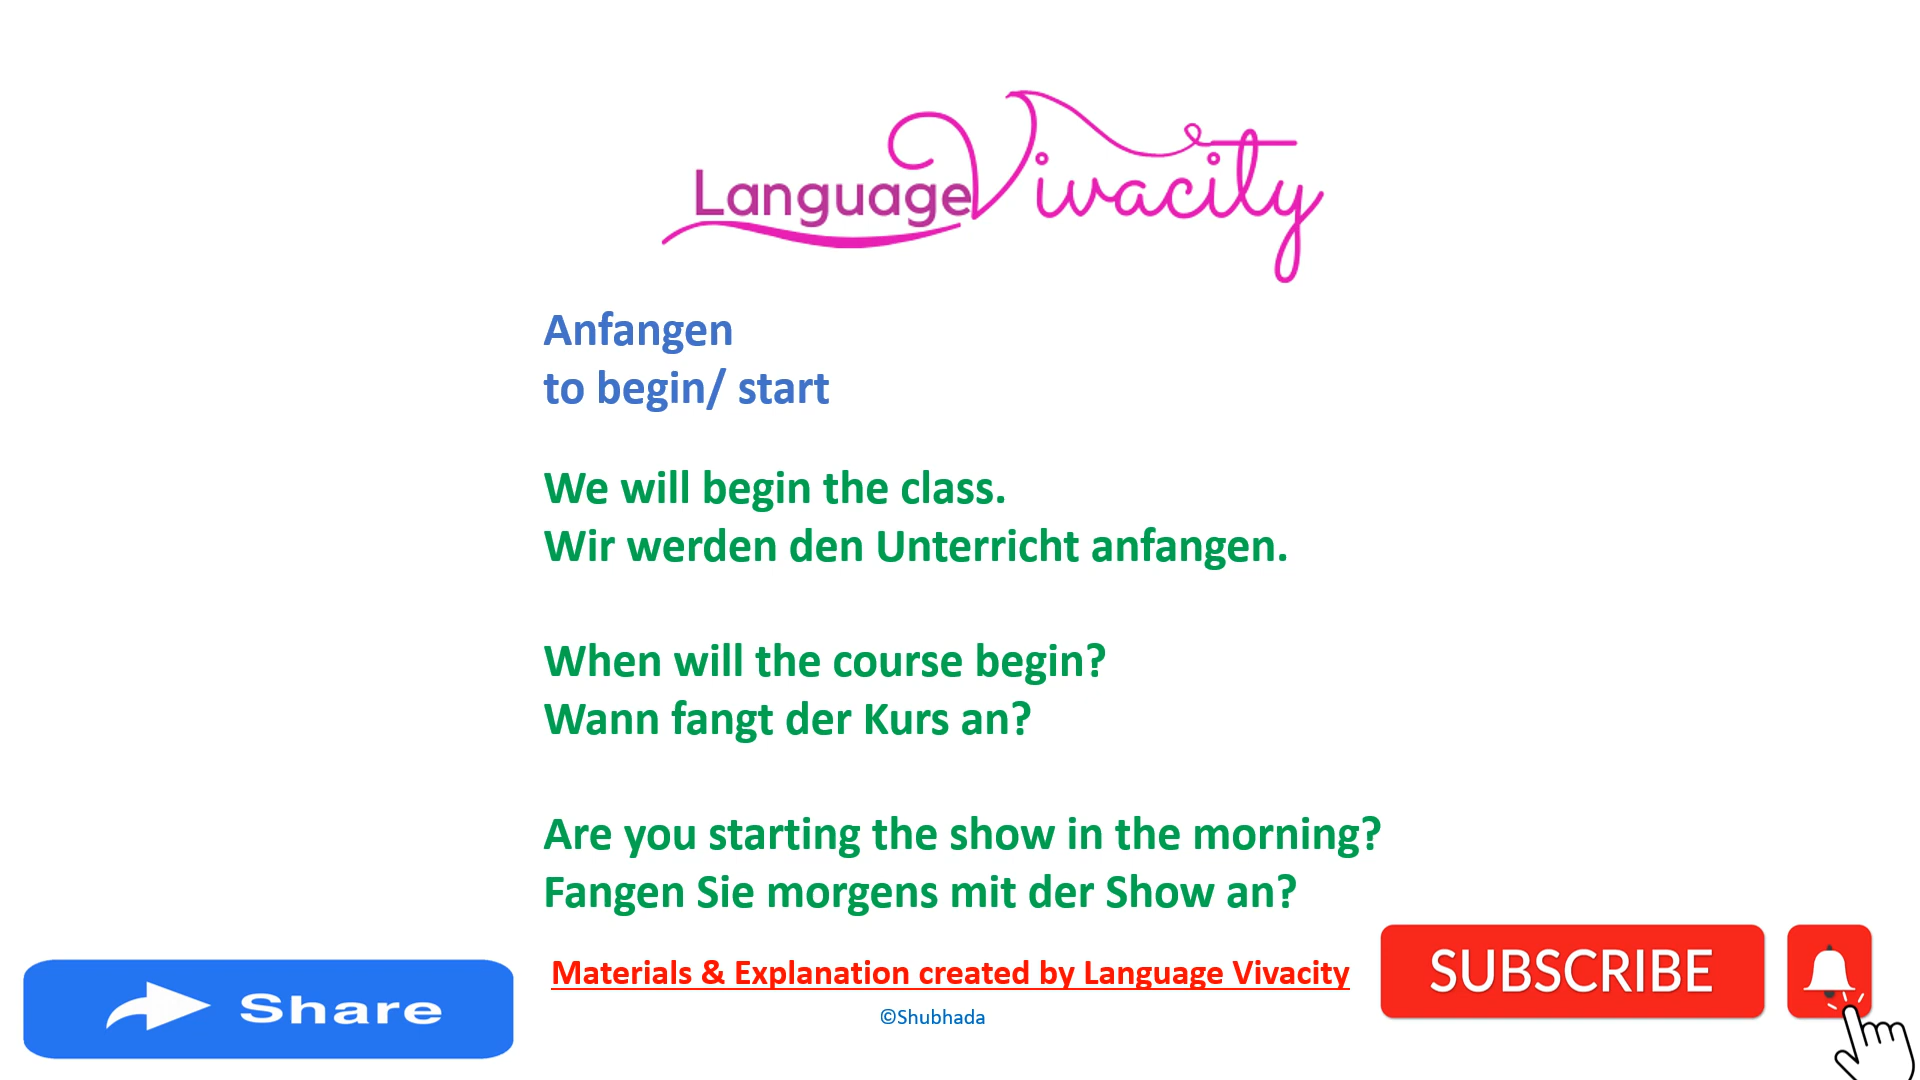 Language Vivacity
Anfangen
to begin/ start
We will begin the class.
Wir werden den Unterricht anfangen.
When will the course begin?
Wann fangt der Kurs an?
Are you starting the show in the morning?
Fangen Sie morgens mit der Show an?
Materials & Explanation created by Language Vivacity
©Shubhada
Share
SUBSCRIBE